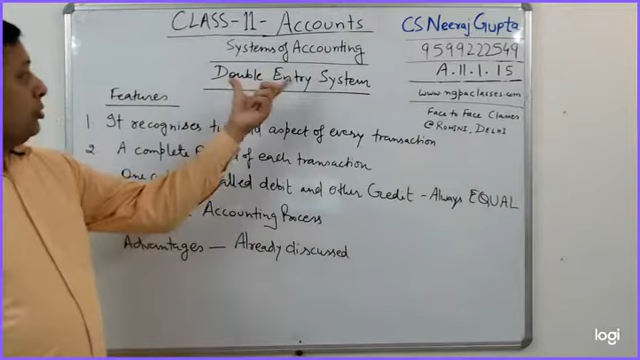 CLASS-11- Accounts
CS Neeraj Gupta
Systems of Accounting
9599222549
Double Entry System
A.11.1.15
www.ngpaclasses.com
Features
Face to Face Classes
@ROHINI, DELHI
1 It recognises aspect of every transaction
2 A complete of each transaction
One called debit and other Credit - Always EQUAL
Accounting Process
Advantages — Already discussed
logi